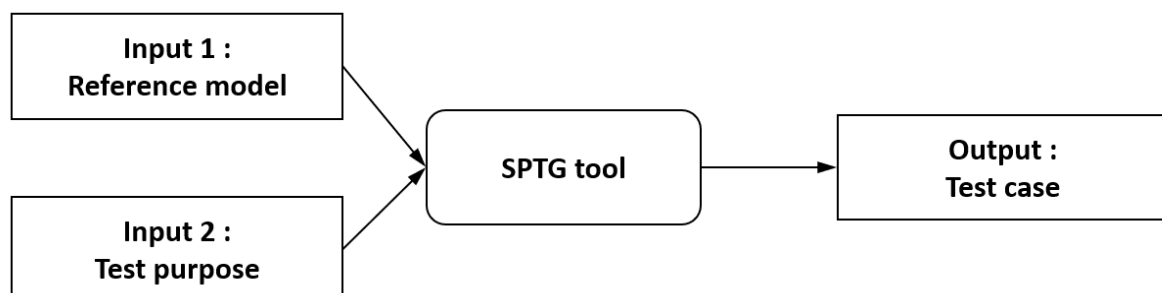 Input 1 :
Reference model
Input 2 :
Test purpose
SPTG tool
Output :
Test case